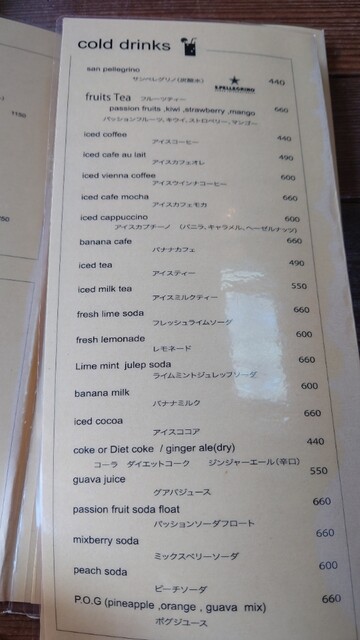 cold drinks
san pellegrino
サンペレグリノ(炭酸水) ★ 440
S.PELLEGRINO
fruits Tea フルーツティー
passion fruits ,kiwi ,strawberry ,mango 660
パッションフルーツ、キウイ、ストロベリー、マンゴー
iced coffee 440
アイスコーヒー
iced cafe au lait 490
アイスカフェオレ
iced vienna coffee 600
アイスウインナコーヒー
iced cafe mocha 660
アイスカフェモカ
iced cappuccino 600
アイスカプチーノ (バニラ、キャラメル、ヘーゼルナッツ)
banana cafe 660
バナナカフェ
iced tea 490
アイスティー
iced milk tea 550
アイスミルクティー
fresh lime soda 660
フレッシュライムソーダ
fresh lemonade 600
レモネード
Lime mint julep soda 660
ライムミントジュレップソーダ
banana milk 600
バナナミルク
iced cocoa 660
アイスココア
coke or Diet coke / ginger ale(dry) 440
コーラ ダイエットコーク ジンジャーエール(辛口)
guava juice 550
グアバジュース
passion fruit soda float 660
パッションソーダフロート
mixberry soda 660
ミックスベリーソーダ
peach soda 600
ピーチソーダ
P.O.G (pineapple ,orange , guava mix) 660
ポグジュース
1150